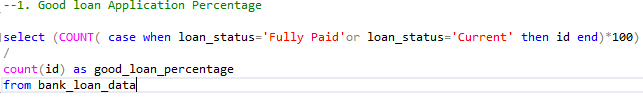 --1. Good loan Application Percentage
select (COUNT( case when loan_status='Fully Paid'or loan_status='Current' then id end)*100)
/
count(id) as good_loan_percentage
from bank_loan_data